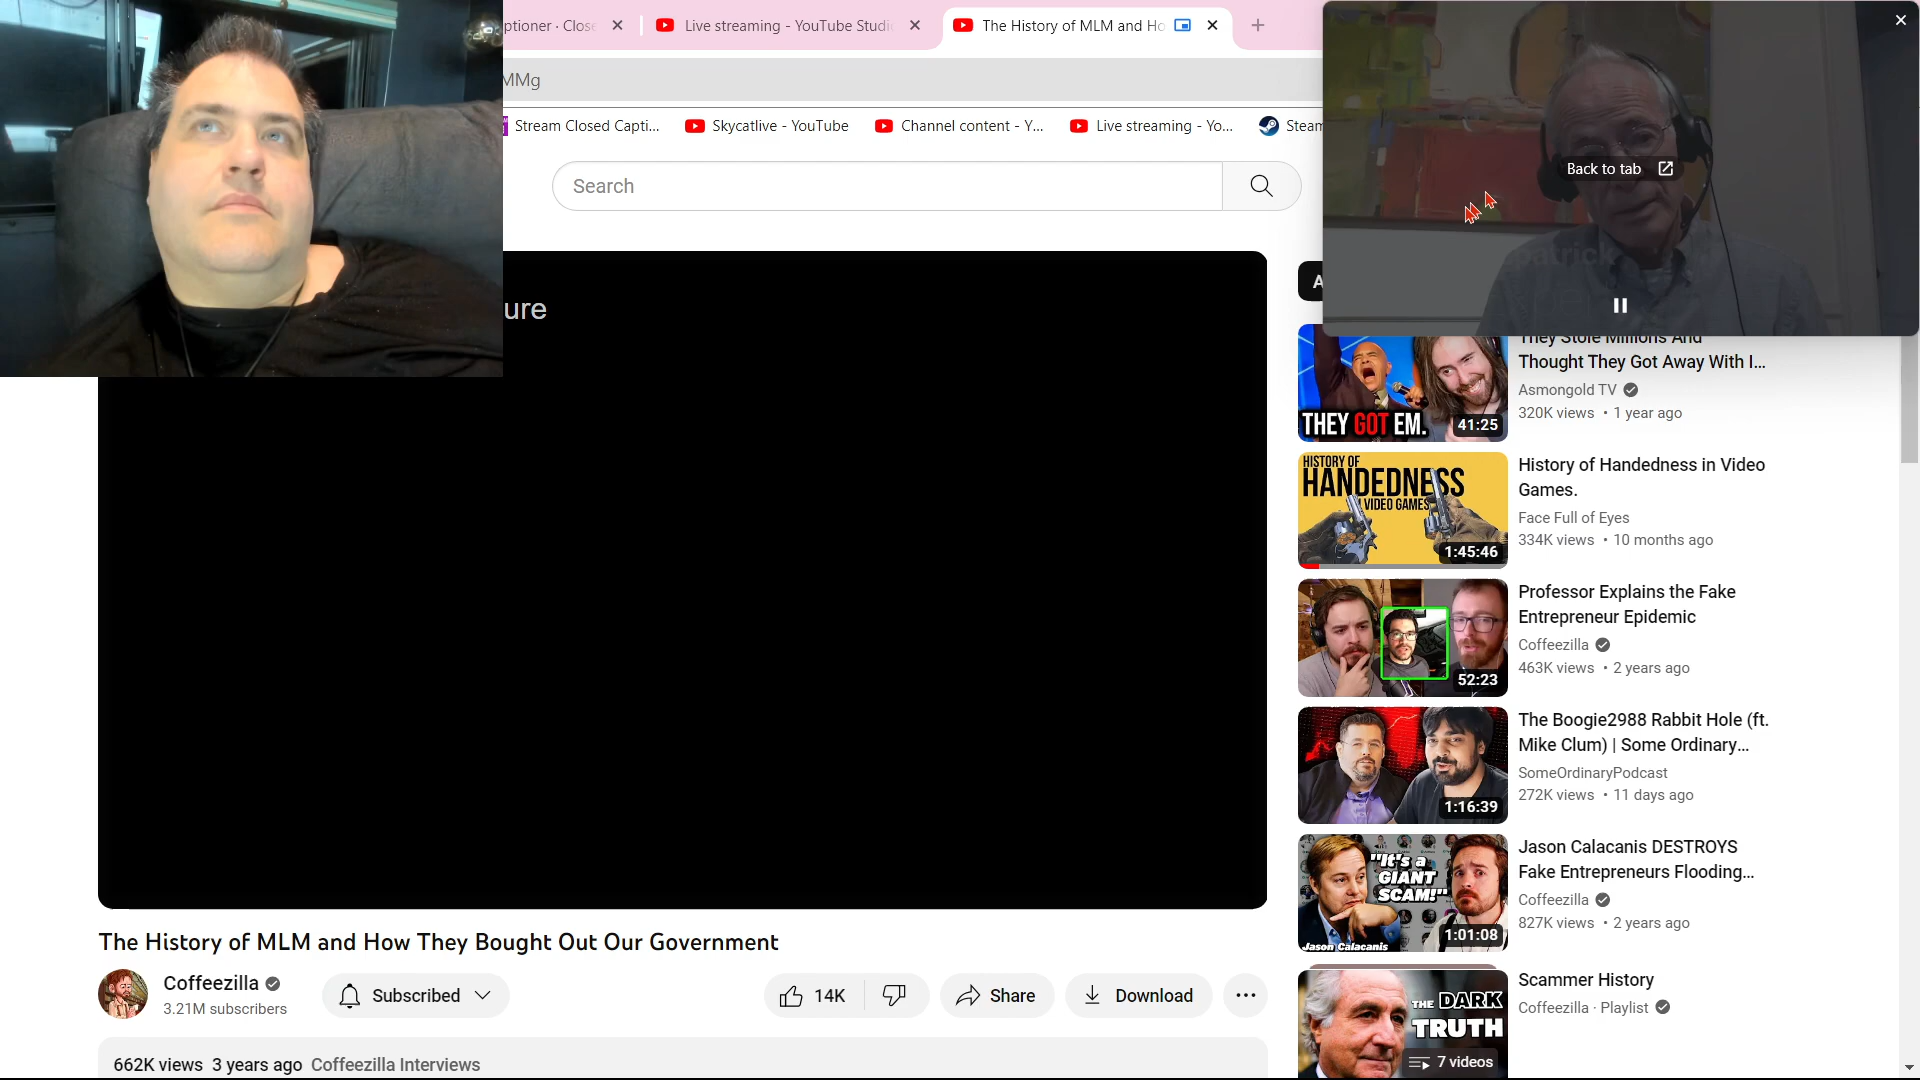 ptioner · Close
Live streaming - YouTube Studi
The History of MLM and Ho
MMg
Stream Closed Capti...
Skycatlive - YouTube
Channel content - Y...
Live streaming - Yo...
Steam
Search
Back to tab
patrick
ure
A
They Stole Millions And
Thought They Got Away With I...
Asmongold TV
320K views • 1 year ago
THEY GOT EM.
41:25
HISTORY OF
HANDEDNESS
IN VIDEO GAMES
1:45:46
History of Handedness in Video
Games.
Face Full of Eyes
334K views • 10 months ago
52:23
Professor Explains the Fake
Entrepreneur Epidemic
Coffeezilla
463K views • 2 years ago
1:16:39
The Boogie2988 Rabbit Hole (ft.
Mike Clum) | Some Ordinary...
SomeOrdinaryPodcast
272K views • 11 days ago
"It's a
GIANT
SCAM!"
Jason Calacanis
1:01:08
Jason Calacanis DESTROYS
Fake Entrepreneurs Flooding...
Coffeezilla
827K views • 2 years ago
THE DARK
TRUTH
7 videos
Scammer History
Coffeezilla · Playlist
The History of MLM and How They Bought Out Our Government
Coffeezilla
3.21M subscribers
Subscribed
14K
Share
Download
662K views 3 years ago Coffeezilla Interviews